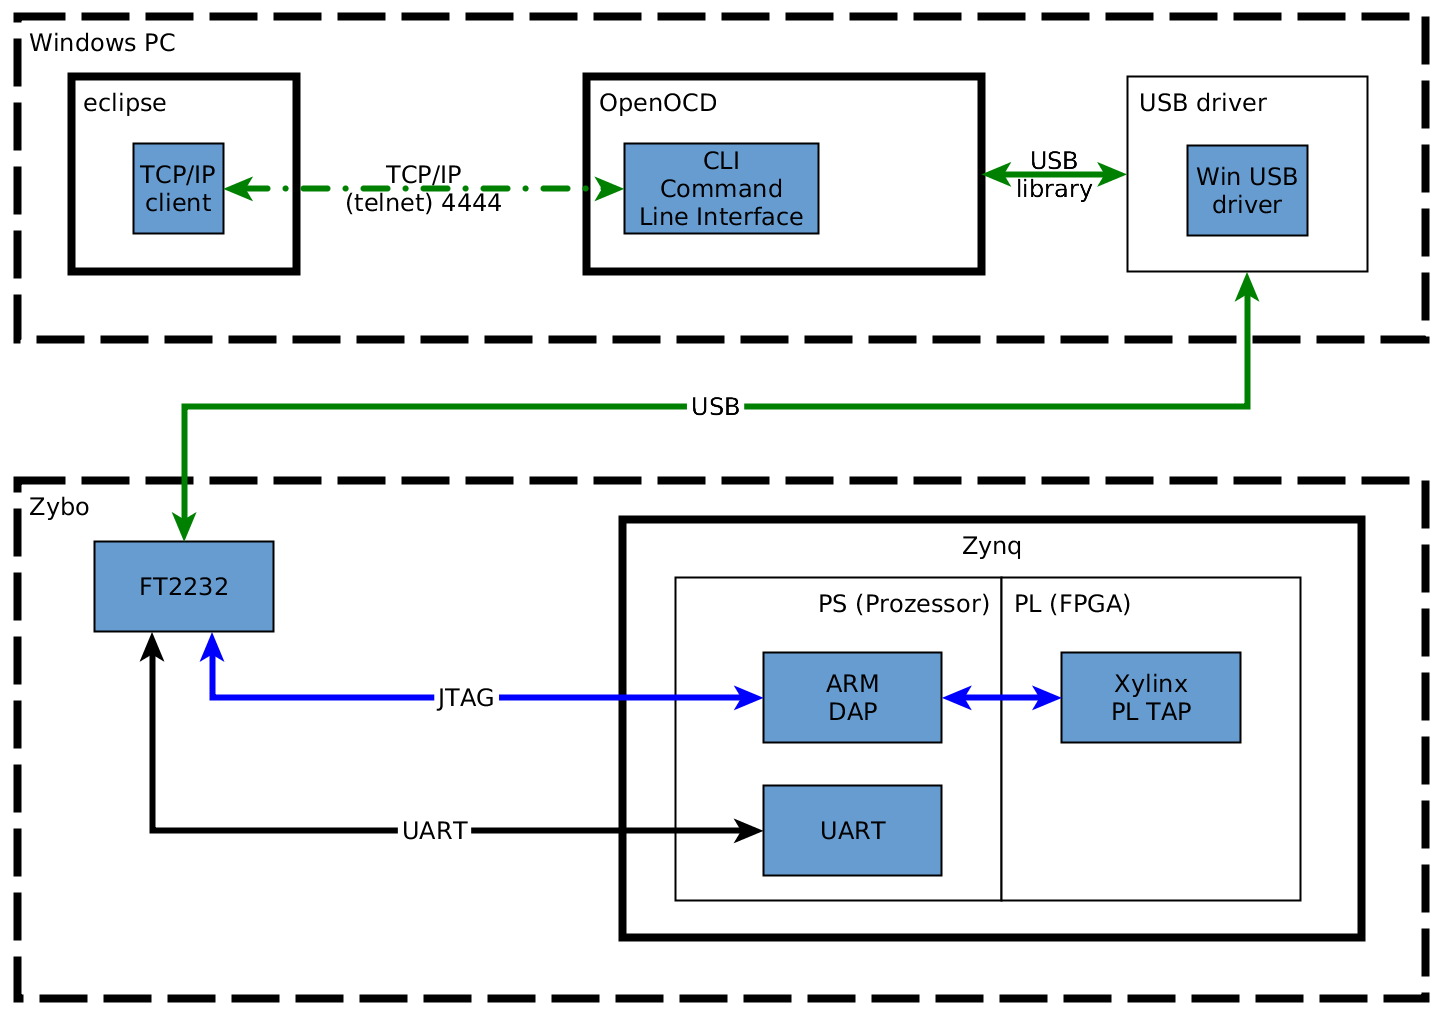 Windows PC
eclipse
TCP/IP
client
TCP/IP
(telnet) 4444
OpenOCD
CLI
Command
Line Interface
USB
library
USB driver
Win USB
driver
USB
Zybo
FT2232
JTAG
UART
Zynq
PS (Prozessor)
PL (FPGA)
ARM
DAP
Xylinx
PL TAP
UART